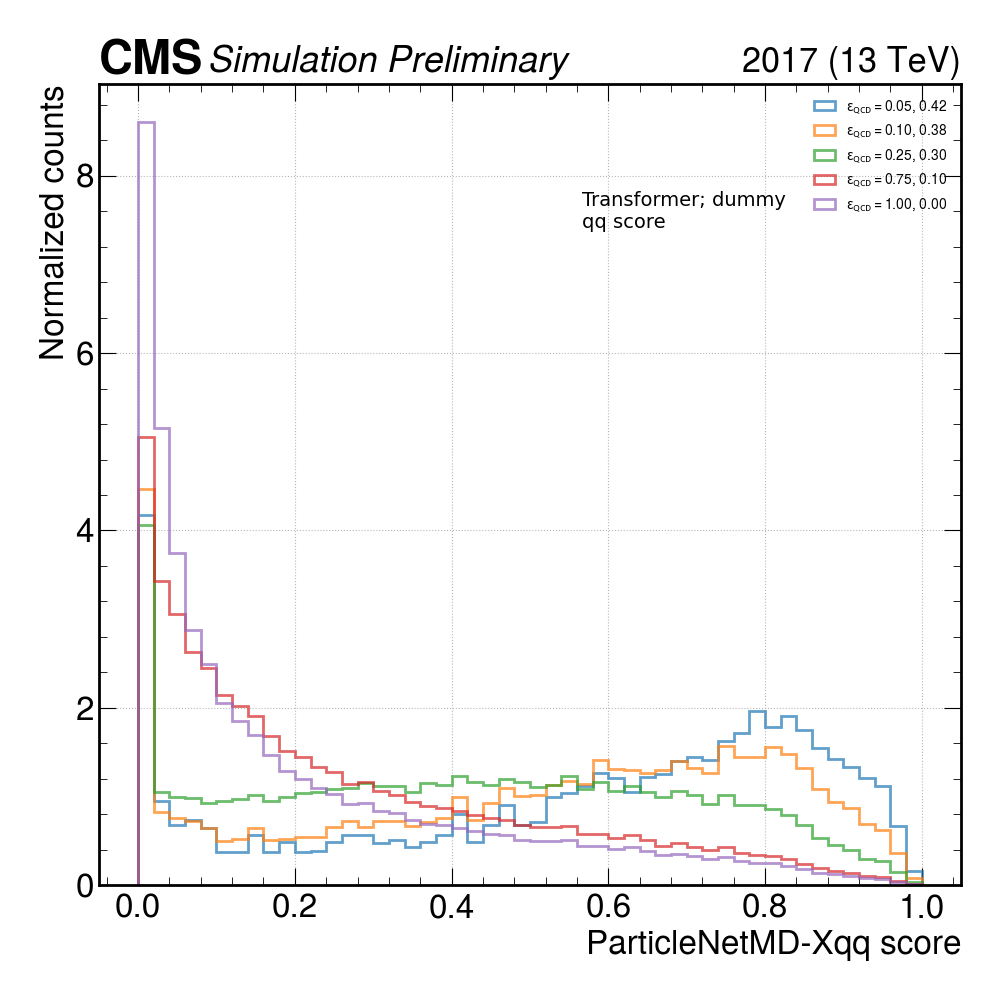 CMS Simulation Preliminary 2017 (13 TeV)
Normalized counts
εQCD = 0.05, 0.42
εQCD = 0.10, 0.38
εQCD = 0.25, 0.30
εQCD = 0.75, 0.10
εQCD = 1.00, 0.00
Transformer; dummy
qq score
8
6
4
2
0
0.0 0.2 0.4 0.6 0.8 1.0
ParticleNetMD-Xqq score